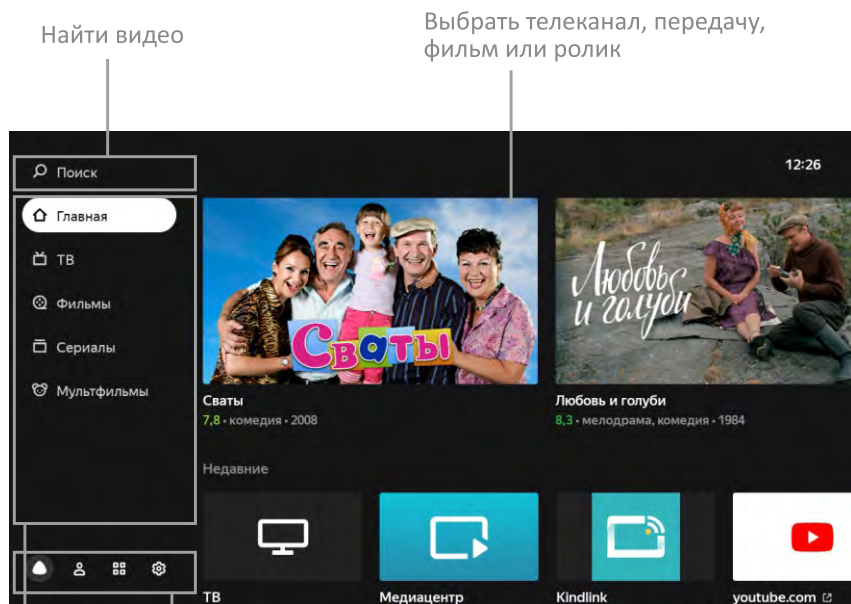 Найти видео
Выбрать телеканал, передачу,
фильм или ролик
12:26
Поиск
Главная
ТВ
Фильмы
Сериалы
Мультфильмы
Сваты
Любовь
и голуби
Сваты
7,8 • комедия • 2008
Любовь и голуби
8,3 • мелодрама, комедия • 1984
Недавние
ТВ
Медиацентр
Kindlink
youtube.com